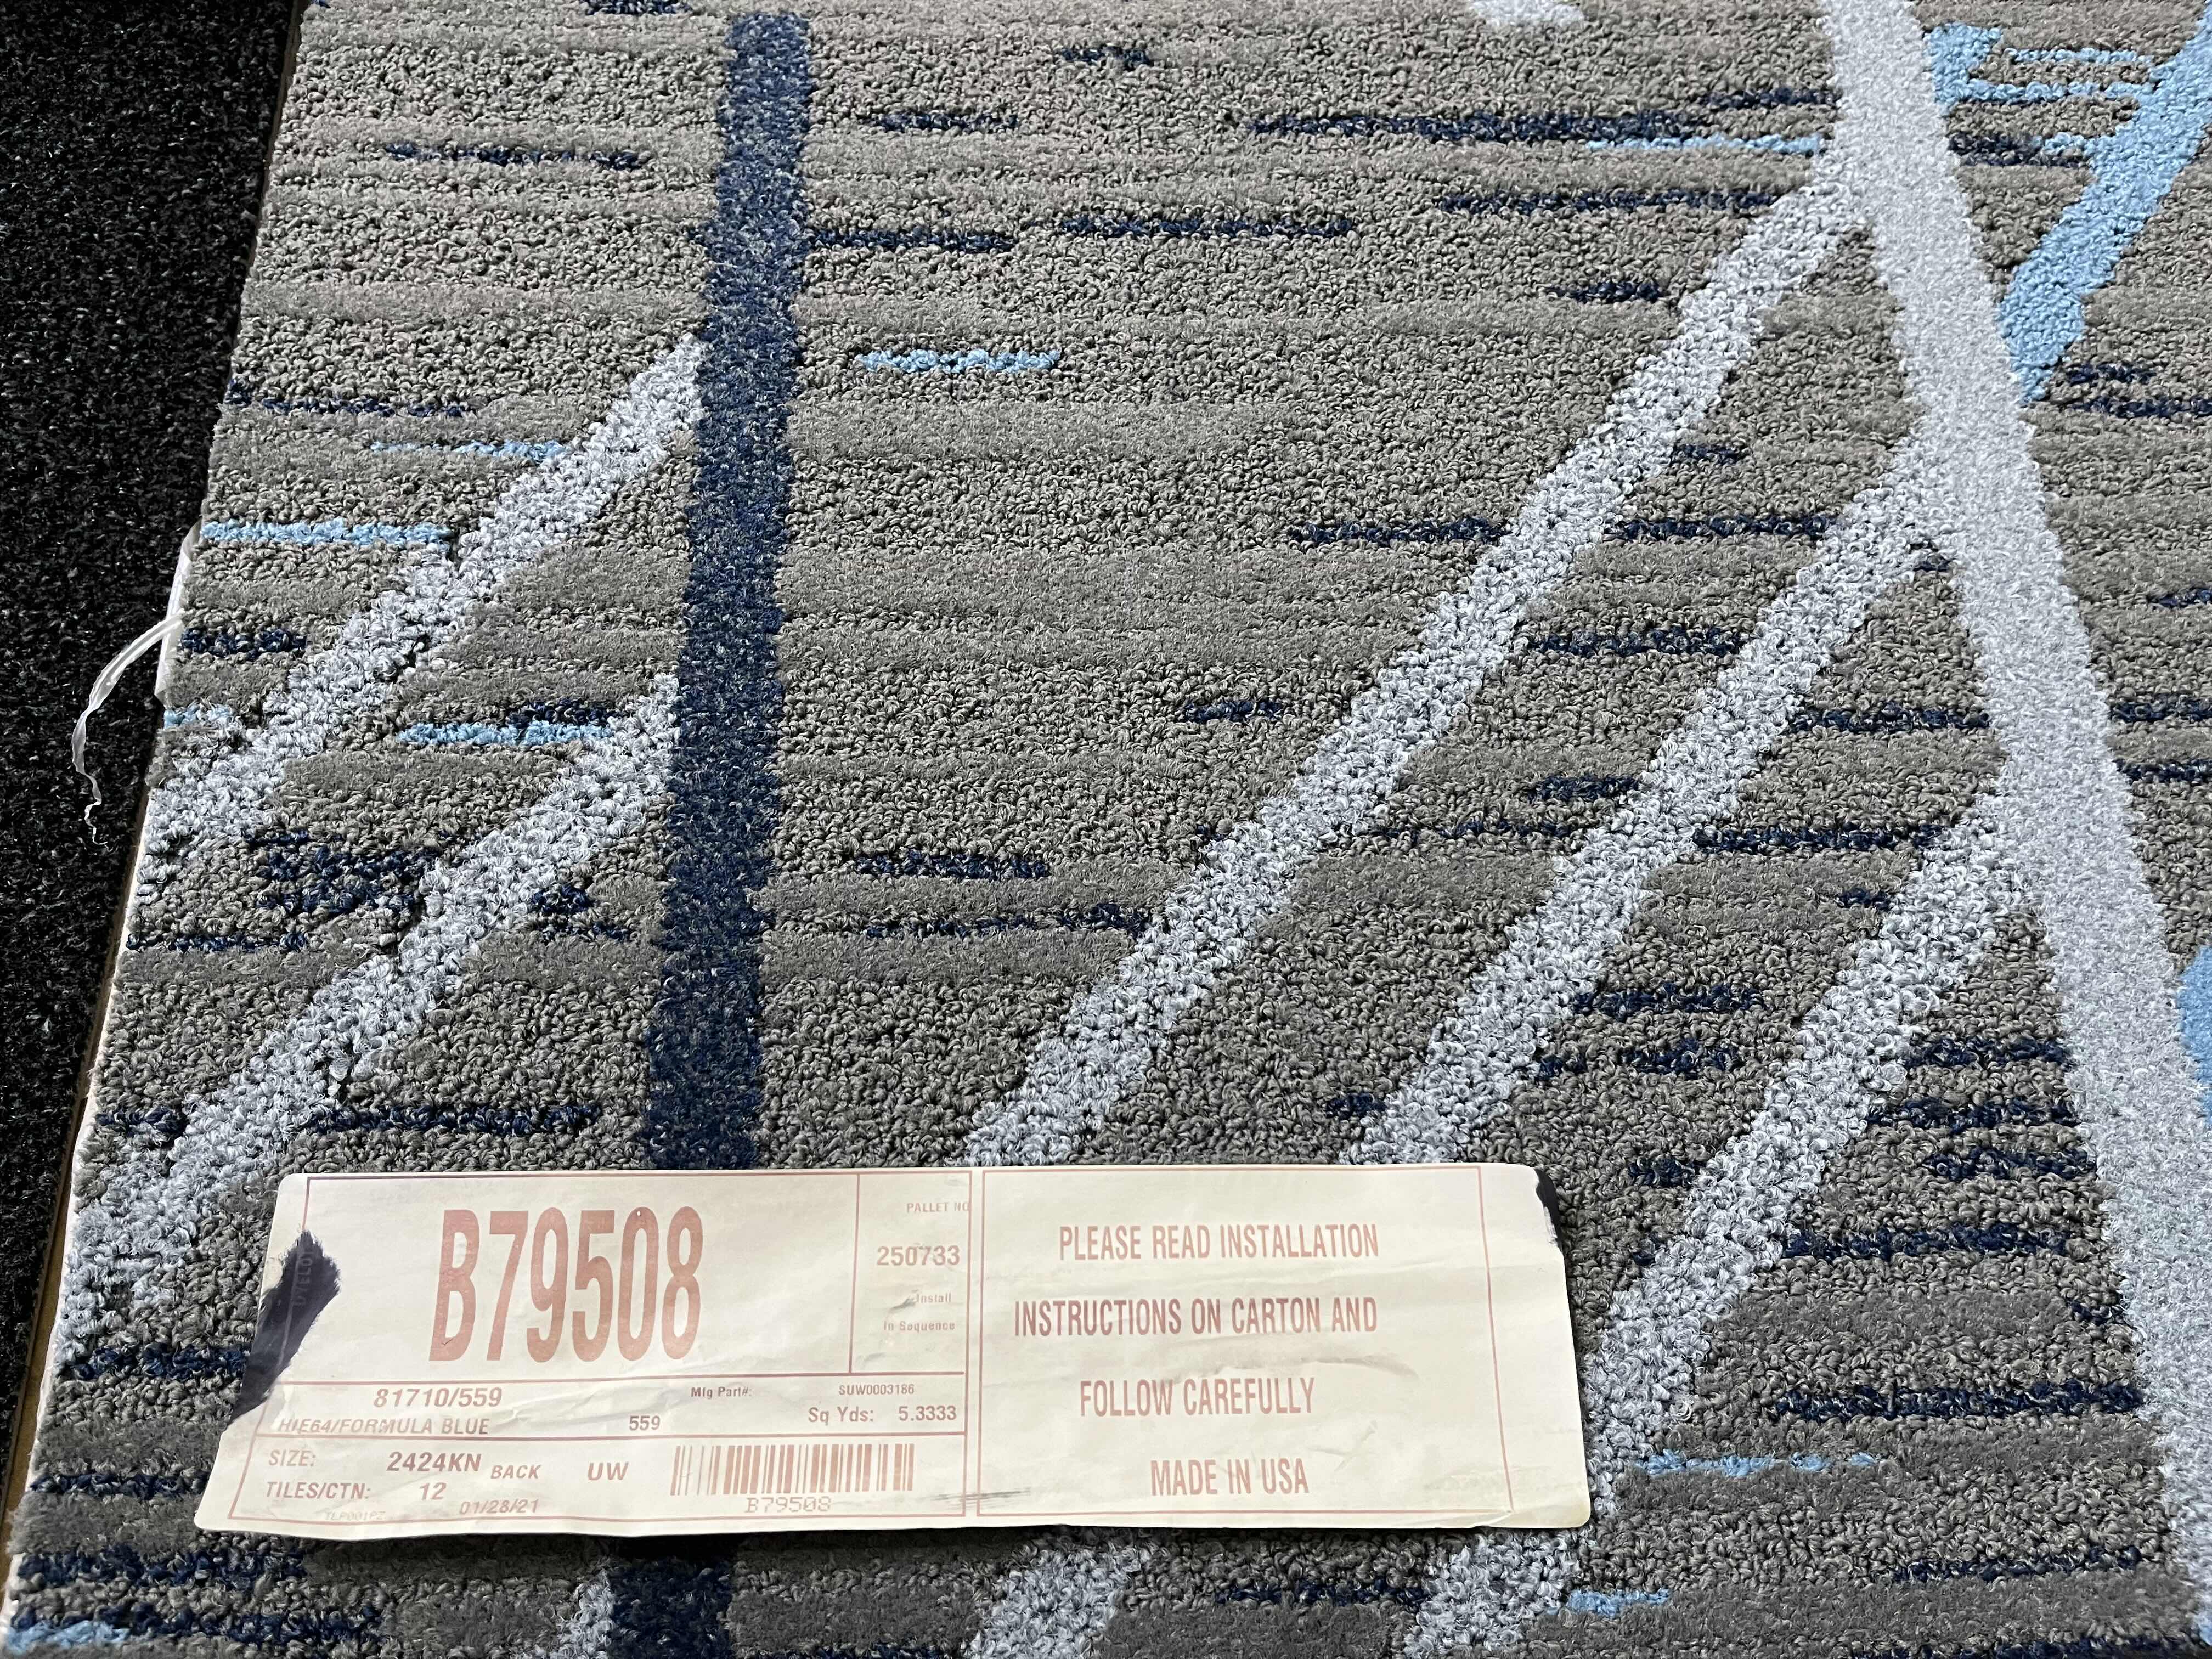 B79508
PALLET NO
250733
Install
In Sequence
81710/559
Mfg Part#: SUW0003186
HIE64/FORMULA BLUE 559
Sq Yds: 5.3333
SIZE: 2424KN BACK UW
TILES/CTN: 12 01/28/21
B79508
PLEASE READ INSTALLATION
INSTRUCTIONS ON CARTON AND
FOLLOW CAREFULLY
MADE IN USA